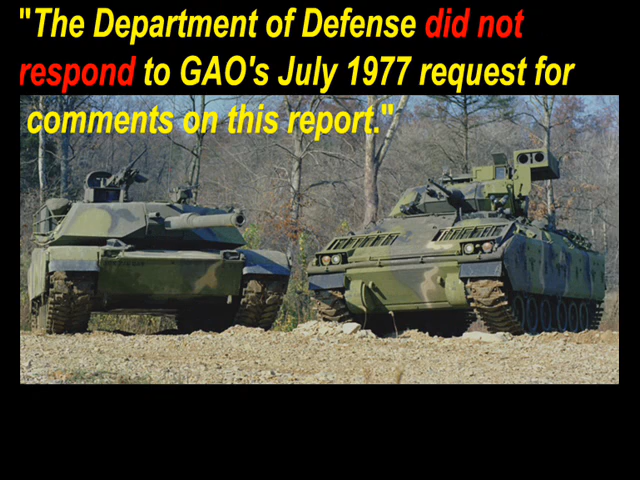 "The Department of Defense did not
respond to GAO's July 1977 request for
comments on this report."